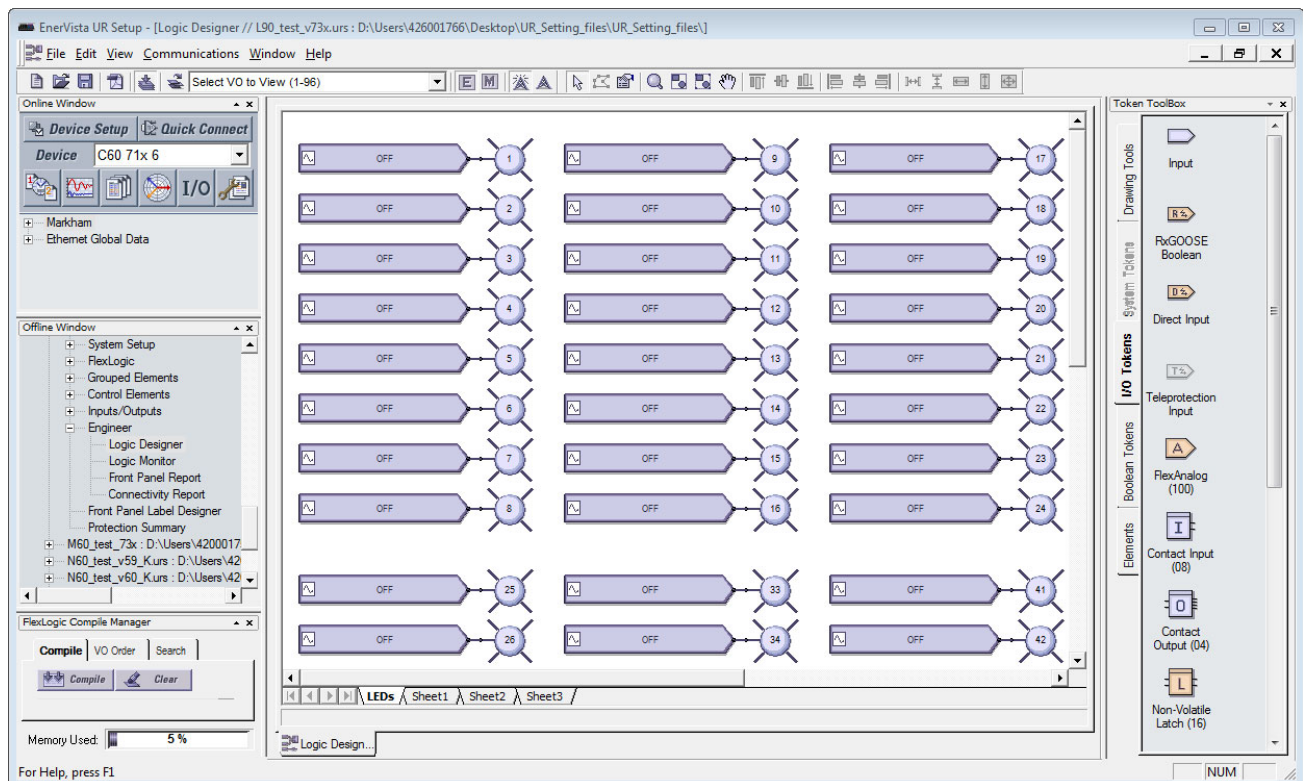 EnerVista UR Setup - [Logic Designer // L90_test_v73x.urs : D:\Users\426001766\Desktop\UR_Setting_files\UR_Setting_files\]
File Edit View Communications Window Help
Select VO to View (1-96)
E M
Online Window
Device Setup Quick Connect
Device C60 71x 6
I/O
Markham
Ethernet Global Data
Offline Window
System Setup
FlexLogic
Grouped Elements
Control Elements
Inputs/Outputs
Engineer
Logic Designer
Logic Monitor
Front Panel Report
Connectivity Report
Front Panel Label Designer
Protection Summary
M60_test_73x : D:\Users\4200017
N60_test_v59_K.urs : D:\Users\42
N60_test_v60_K.urs : D:\Users\42
FlexLogic Compile Manager
Compile VO Order Search
Compile Clear
Memory Used: 5 %
OFF 1 OFF 9 OFF 17
OFF 2 OFF 10 OFF 18
OFF 3 OFF 11 OFF 19
OFF 4 OFF 12 OFF 20
OFF 5 OFF 13 OFF 21
OFF 6 OFF 14 OFF 22
OFF 7 OFF 15 OFF 23
OFF 8 OFF 16 OFF 24
OFF 25 OFF 33 OFF 41
OFF 26 OFF 34 OFF 42
LEDs Sheet1 Sheet2 Sheet3
Logic Design...
Token ToolBox
Drawing Tools
System Tokens
I/O Tokens
Boolean Tokens
Elements
Input
R
RxGOOSE
Boolean
D
Direct Input
T
Teleprotection
Input
A
FlexAnalog
(100)
I
Contact Input
(08)
O
Contact
Output (04)
L
Non-Volatile
Latch (16)
For Help, press F1
NUM